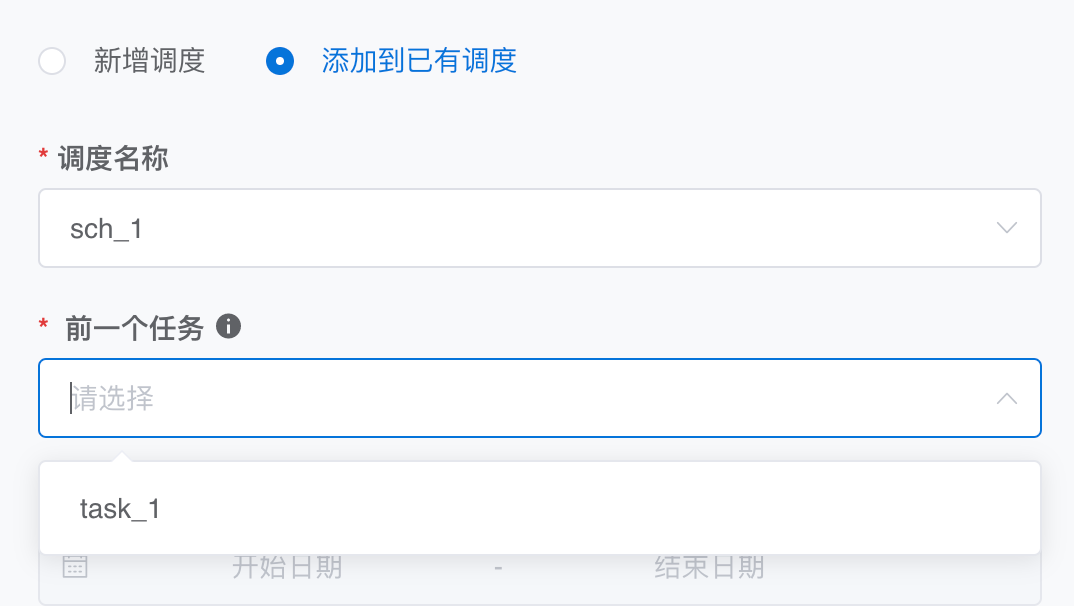 新增调度 添加到已有调度
* 调度名称
sch_1
* 前一个任务
请选择
task_1
开始日期 - 结束日期